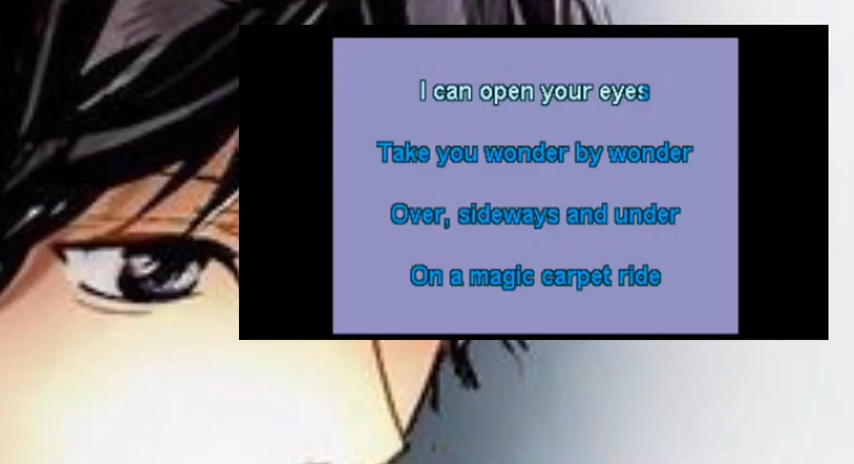 I can open your eyes
Take you wonder by wonder
Over, sideways and under
On a magic carpet ride